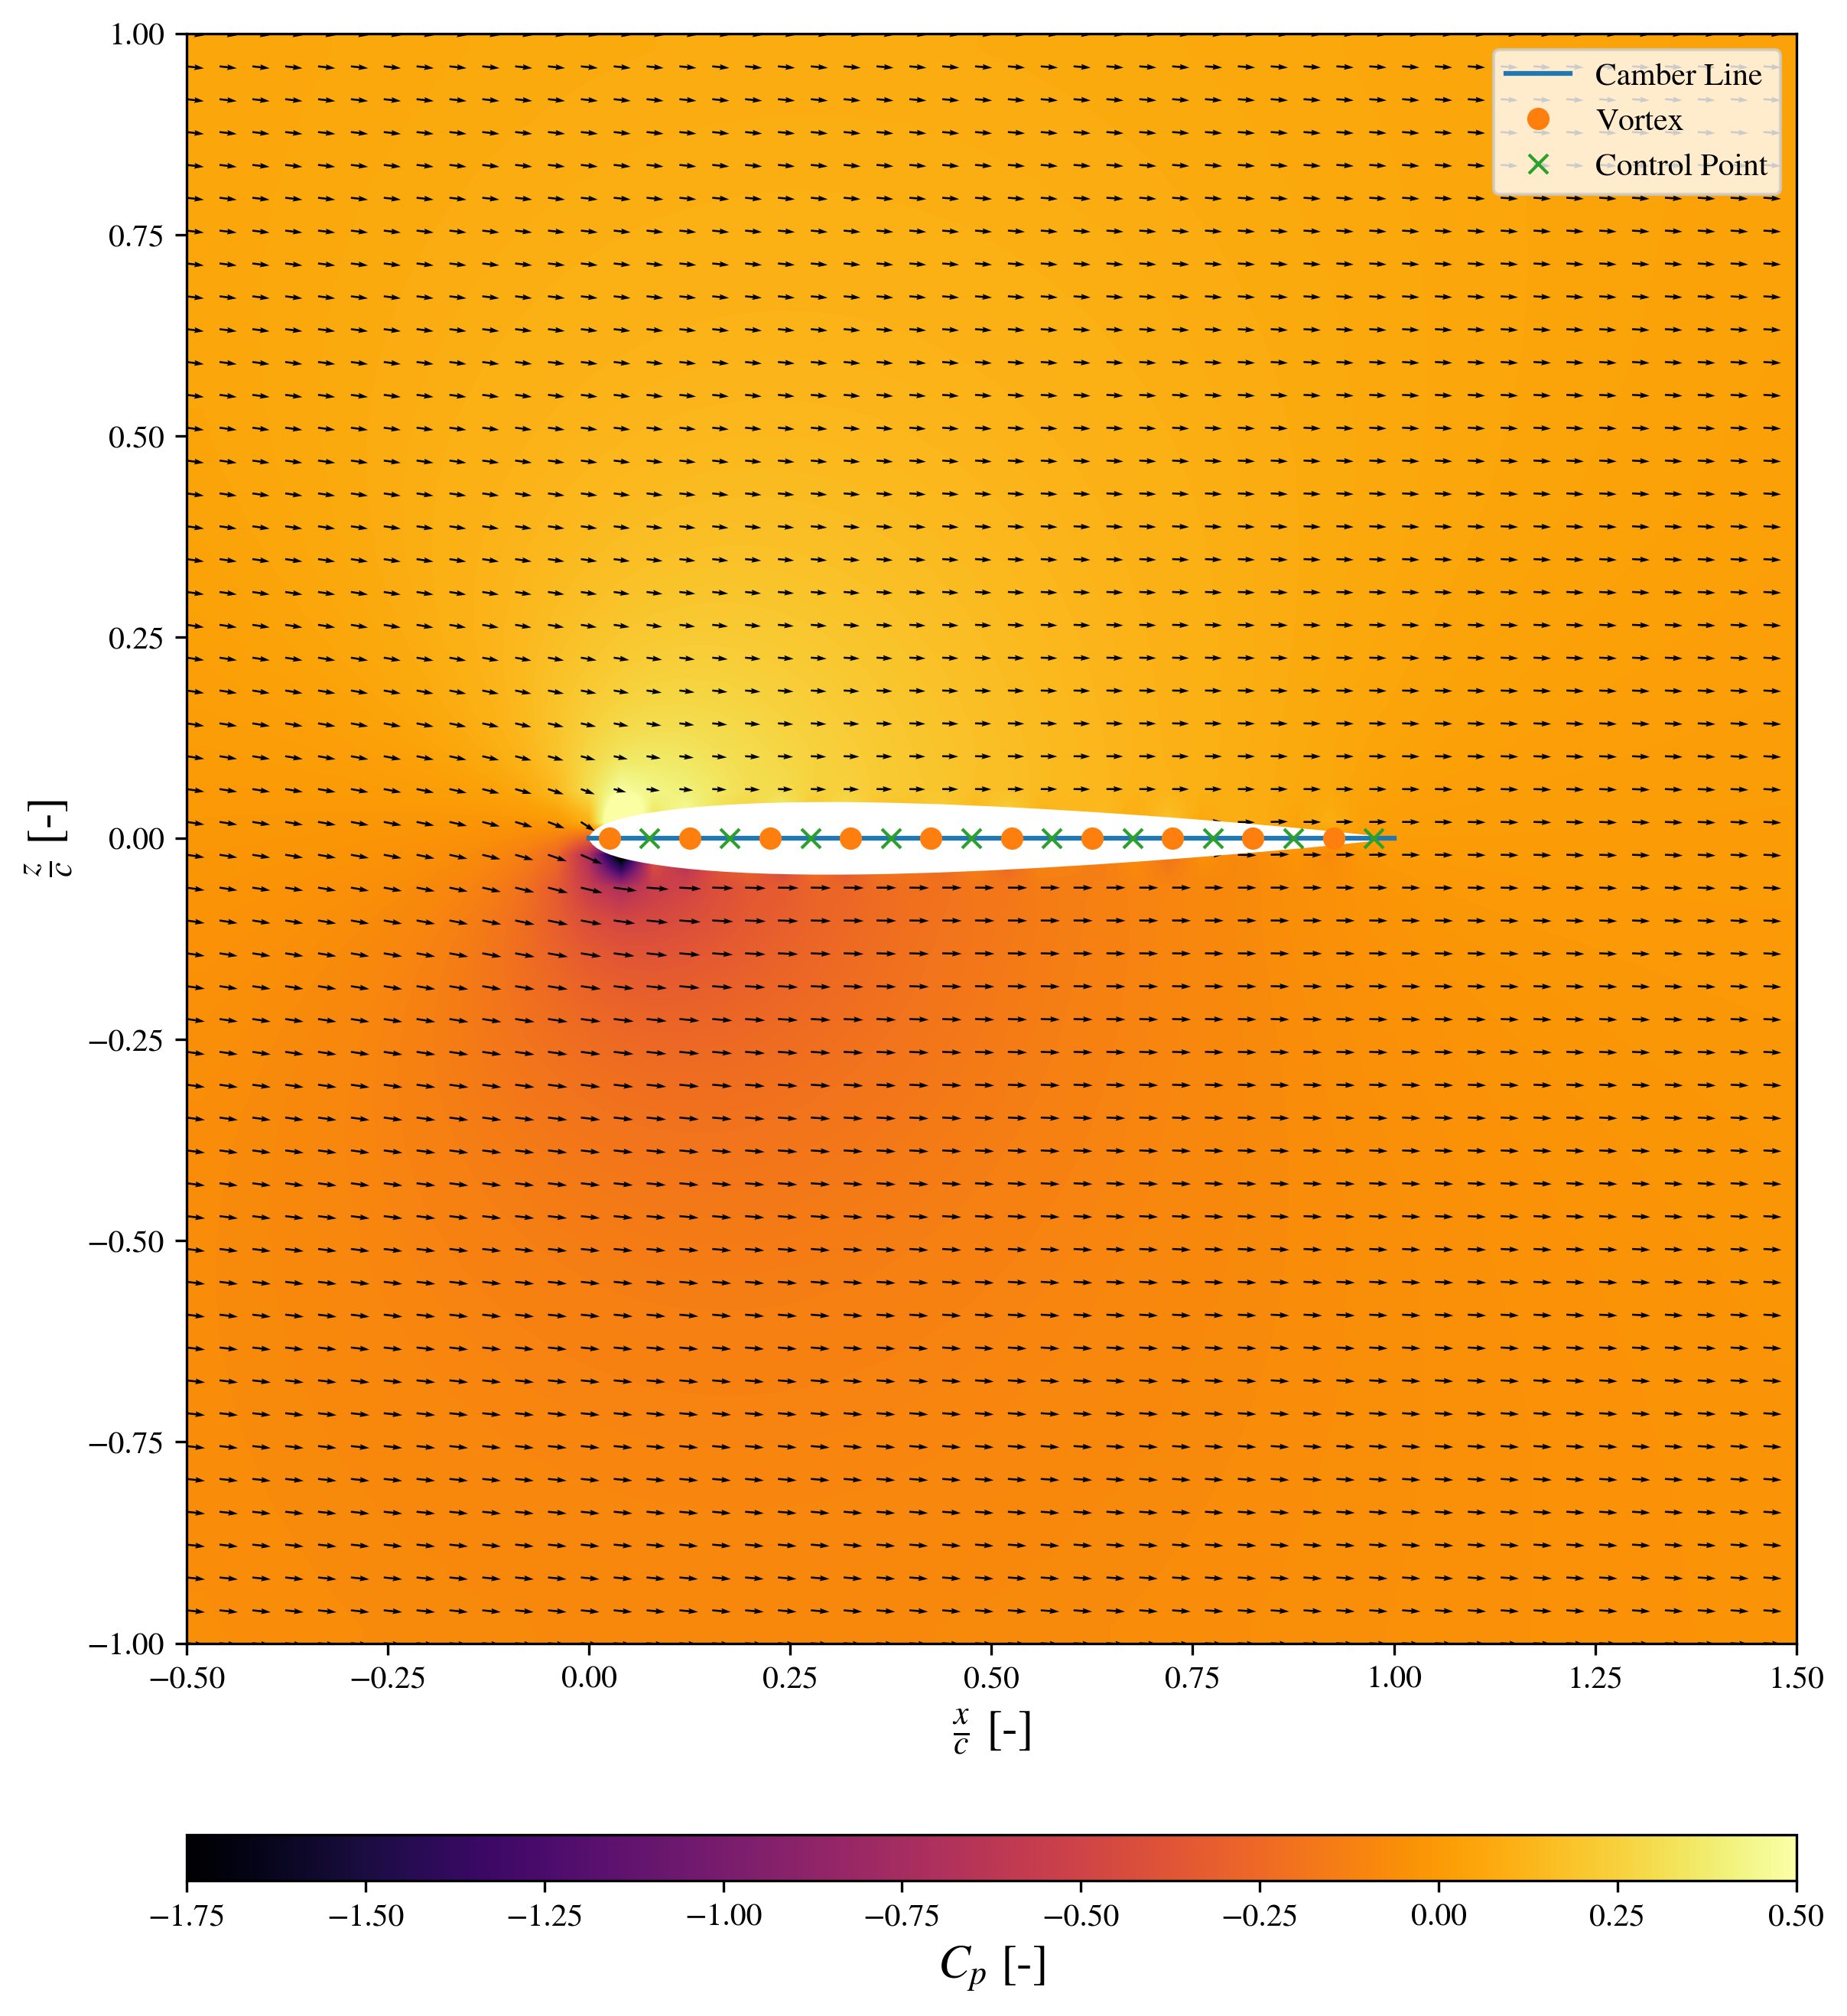 1.00
0.75
0.50
0.25
0.00
−0.25
−0.50
−0.75
−1.00
z/c [-]
Camber Line
Vortex
Control Point
−0.50 −0.25 0.00 0.25 0.50 0.75 1.00 1.25 1.50
x/c [-]
−1.75 −1.50 −1.25 −1.00 −0.75 −0.50 −0.25 0.00 0.25 0.50
C_p [-]